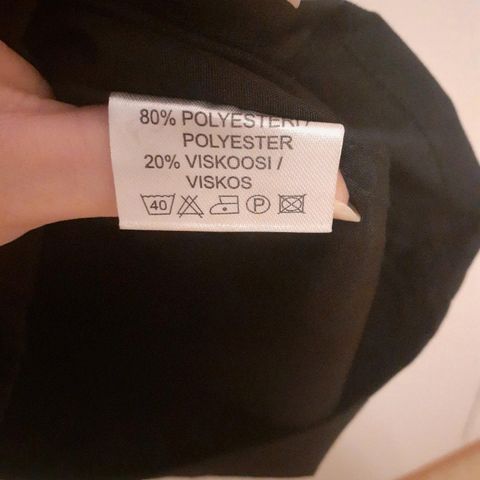 80% POLYESTERI/
POLYESTER
20% VISKOOSI /
VISKOS
40 P